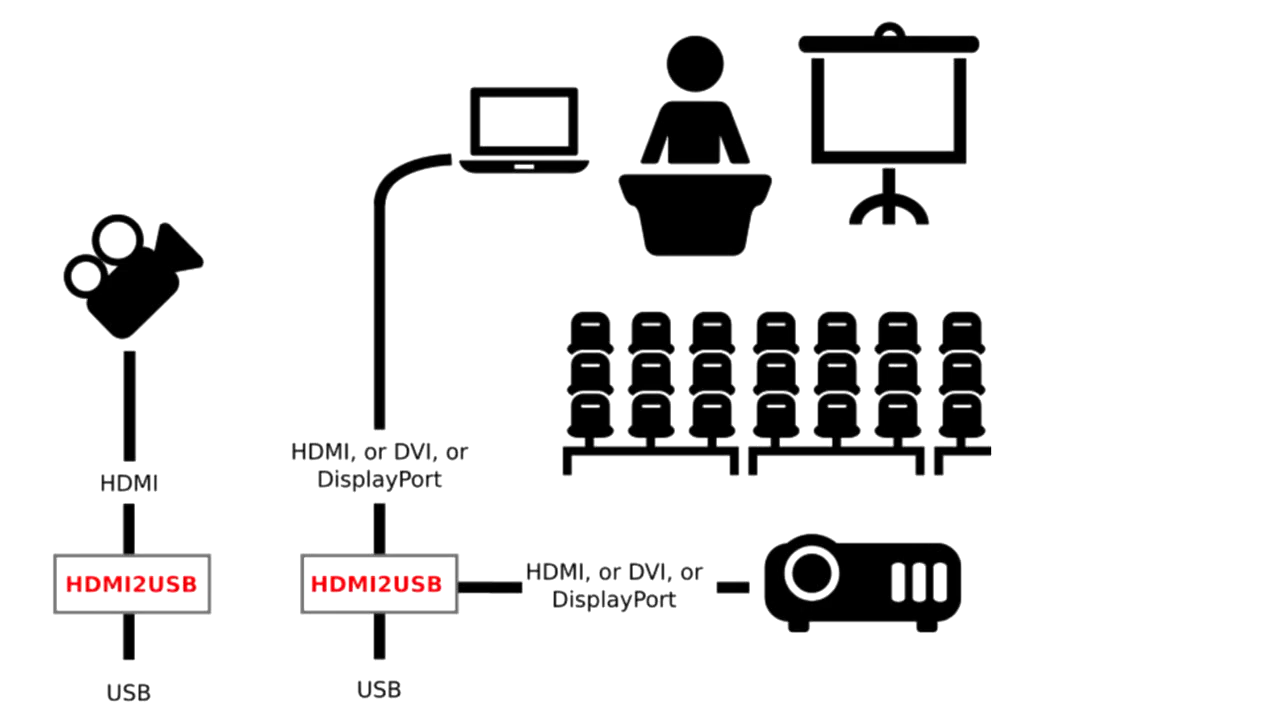 HDMI, or DVI, or
DisplayPort
HDMI
HDMI2USB
HDMI2USB
HDMI, or DVI, or
DisplayPort
USB
USB